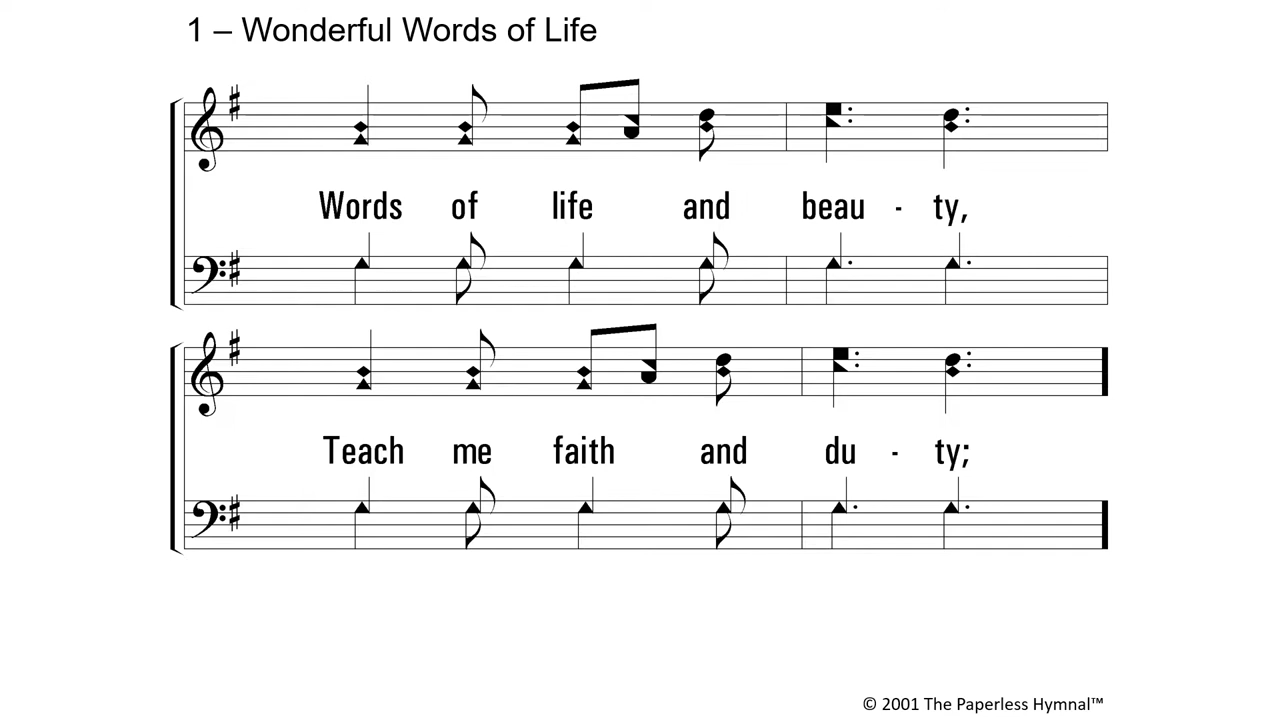 1 – Wonderful Words of Life
Words of life and beau - ty,
Teach me faith and du - ty;
© 2001 The Paperless Hymnal™